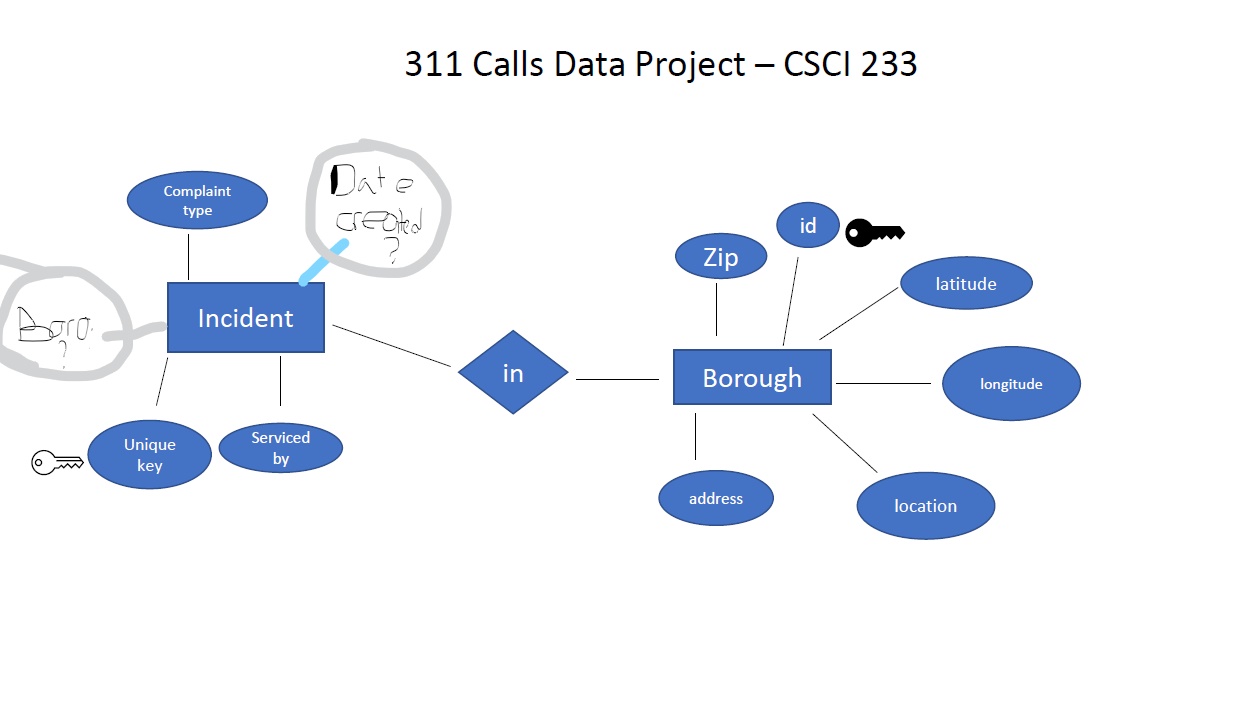 311 Calls Data Project – CSCI 233
Complaint
type
Date
created
?
Boro
?
Incident
Unique
key
Serviced
by
in
Zip
id
latitude
Borough
longitude
address
location